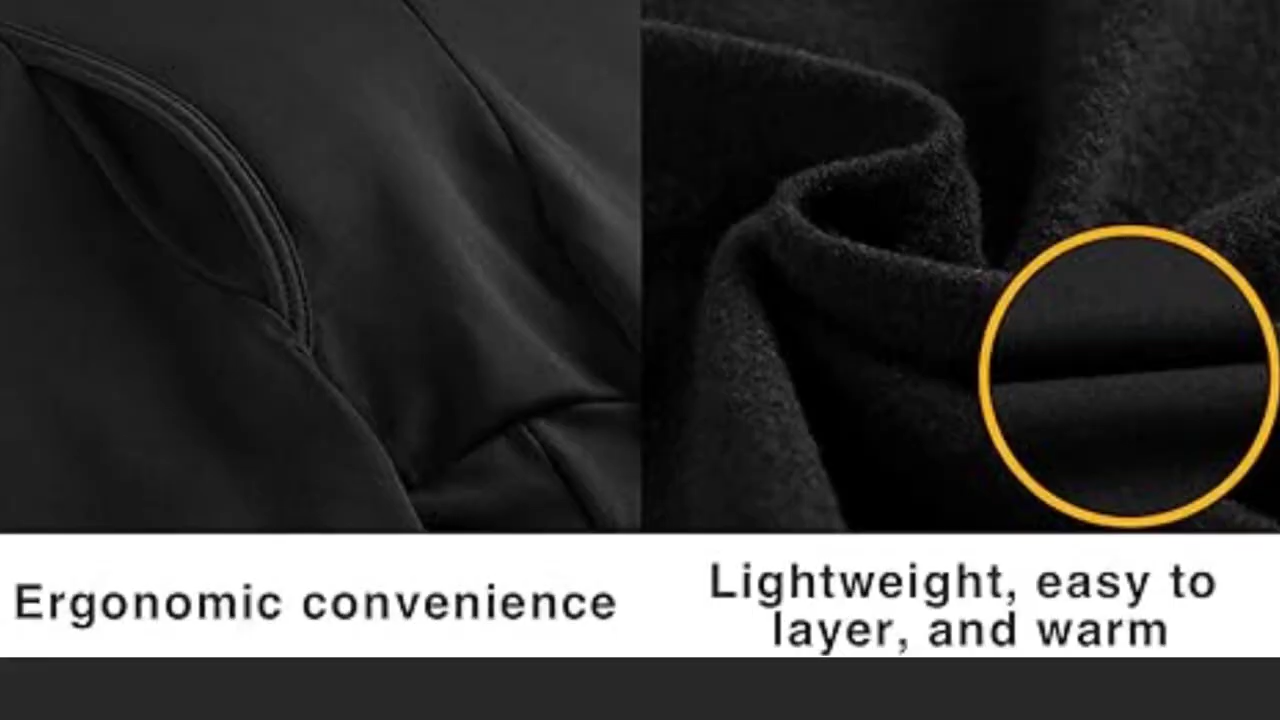 Ergonomic convenience
Lightweight, easy to
layer, and warm